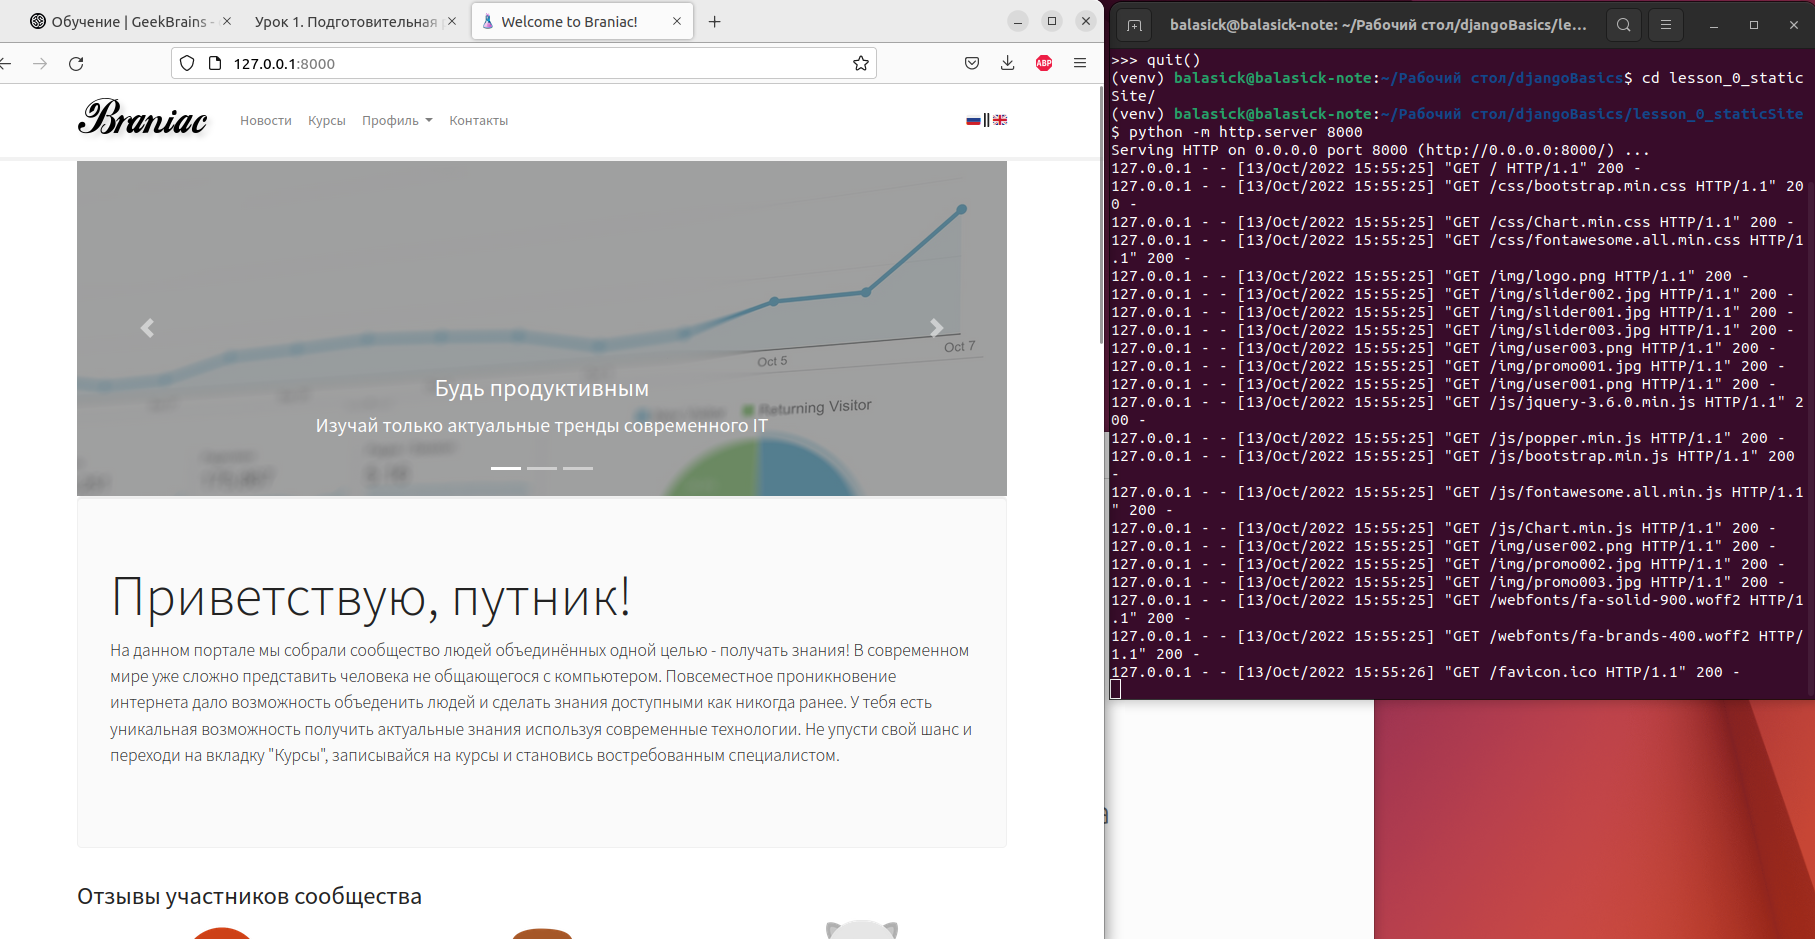 Обучение | GeekBrains -
Урок 1. Подготовительная
Welcome to Braniac!
127.0.0.1:8000
Braniac
Новости
Курсы
Профиль
Контакты
Oct 5
Oct 7
Returning Visitor
Будь продуктивным
Изучай только актуальные тренды современного IT
Приветствую, путник!
На данном портале мы собрали сообщество людей объединённых одной целью - получать знания! В современном
мире уже сложно представить человека не общающегося с компьютером. Повсеместное проникновение
интернета дало возможность объеденить людей и сделать знания доступными как никогда ранее. У тебя есть
уникальная возможность получить актуальные знания используя современные технологии. Не упусти свой шанс и
переходи на вкладку "Курсы", записывайся на курсы и становись востребованным специалистом.
Отзывы участников сообщества
balasick@balasick-note: ~/Рабочий стол/djangoBasics/le...
>>> quit()
(venv) balasick@balasick-note:~/Рабочий стол/djangoBasics$ cd lesson_0_static
Site/
(venv) balasick@balasick-note:~/Рабочий стол/djangoBasics/lesson_0_staticSite
$ python -m http.server 8000
Serving HTTP on 0.0.0.0 port 8000 (http://0.0.0.0:8000/) ...
127.0.0.1 - - [13/Oct/2022 15:55:25] "GET / HTTP/1.1" 200 -
127.0.0.1 - - [13/Oct/2022 15:55:25] "GET /css/bootstrap.min.css HTTP/1.1" 20
0 -
127.0.0.1 - - [13/Oct/2022 15:55:25] "GET /css/Chart.min.css HTTP/1.1" 200 -
127.0.0.1 - - [13/Oct/2022 15:55:25] "GET /css/fontawesome.all.min.css HTTP/1
.1" 200 -
127.0.0.1 - - [13/Oct/2022 15:55:25] "GET /img/logo.png HTTP/1.1" 200 -
127.0.0.1 - - [13/Oct/2022 15:55:25] "GET /img/slider002.jpg HTTP/1.1" 200 -
127.0.0.1 - - [13/Oct/2022 15:55:25] "GET /img/slider001.jpg HTTP/1.1" 200 -
127.0.0.1 - - [13/Oct/2022 15:55:25] "GET /img/slider003.jpg HTTP/1.1" 200 -
127.0.0.1 - - [13/Oct/2022 15:55:25] "GET /img/user003.png HTTP/1.1" 200 -
127.0.0.1 - - [13/Oct/2022 15:55:25] "GET /img/promo001.jpg HTTP/1.1" 200 -
127.0.0.1 - - [13/Oct/2022 15:55:25] "GET /img/user001.png HTTP/1.1" 200 -
127.0.0.1 - - [13/Oct/2022 15:55:25] "GET /js/jquery-3.6.0.min.js HTTP/1.1" 2
00 -
127.0.0.1 - - [13/Oct/2022 15:55:25] "GET /js/popper.min.js HTTP/1.1" 200 -
127.0.0.1 - - [13/Oct/2022 15:55:25] "GET /js/bootstrap.min.js HTTP/1.1" 200
-
127.0.0.1 - - [13/Oct/2022 15:55:25] "GET /js/fontawesome.all.min.js HTTP/1.1
" 200 -
127.0.0.1 - - [13/Oct/2022 15:55:25] "GET /js/Chart.min.js HTTP/1.1" 200 -
127.0.0.1 - - [13/Oct/2022 15:55:25] "GET /img/user002.png HTTP/1.1" 200 -
127.0.0.1 - - [13/Oct/2022 15:55:25] "GET /img/promo002.jpg HTTP/1.1" 200 -
127.0.0.1 - - [13/Oct/2022 15:55:25] "GET /img/promo003.jpg HTTP/1.1" 200 -
127.0.0.1 - - [13/Oct/2022 15:55:25] "GET /webfonts/fa-solid-900.woff2 HTTP/1
.1" 200 -
127.0.0.1 - - [13/Oct/2022 15:55:25] "GET /webfonts/fa-brands-400.woff2 HTTP/
1.1" 200 -
127.0.0.1 - - [13/Oct/2022 15:55:26] "GET /favicon.ico HTTP/1.1" 200 -